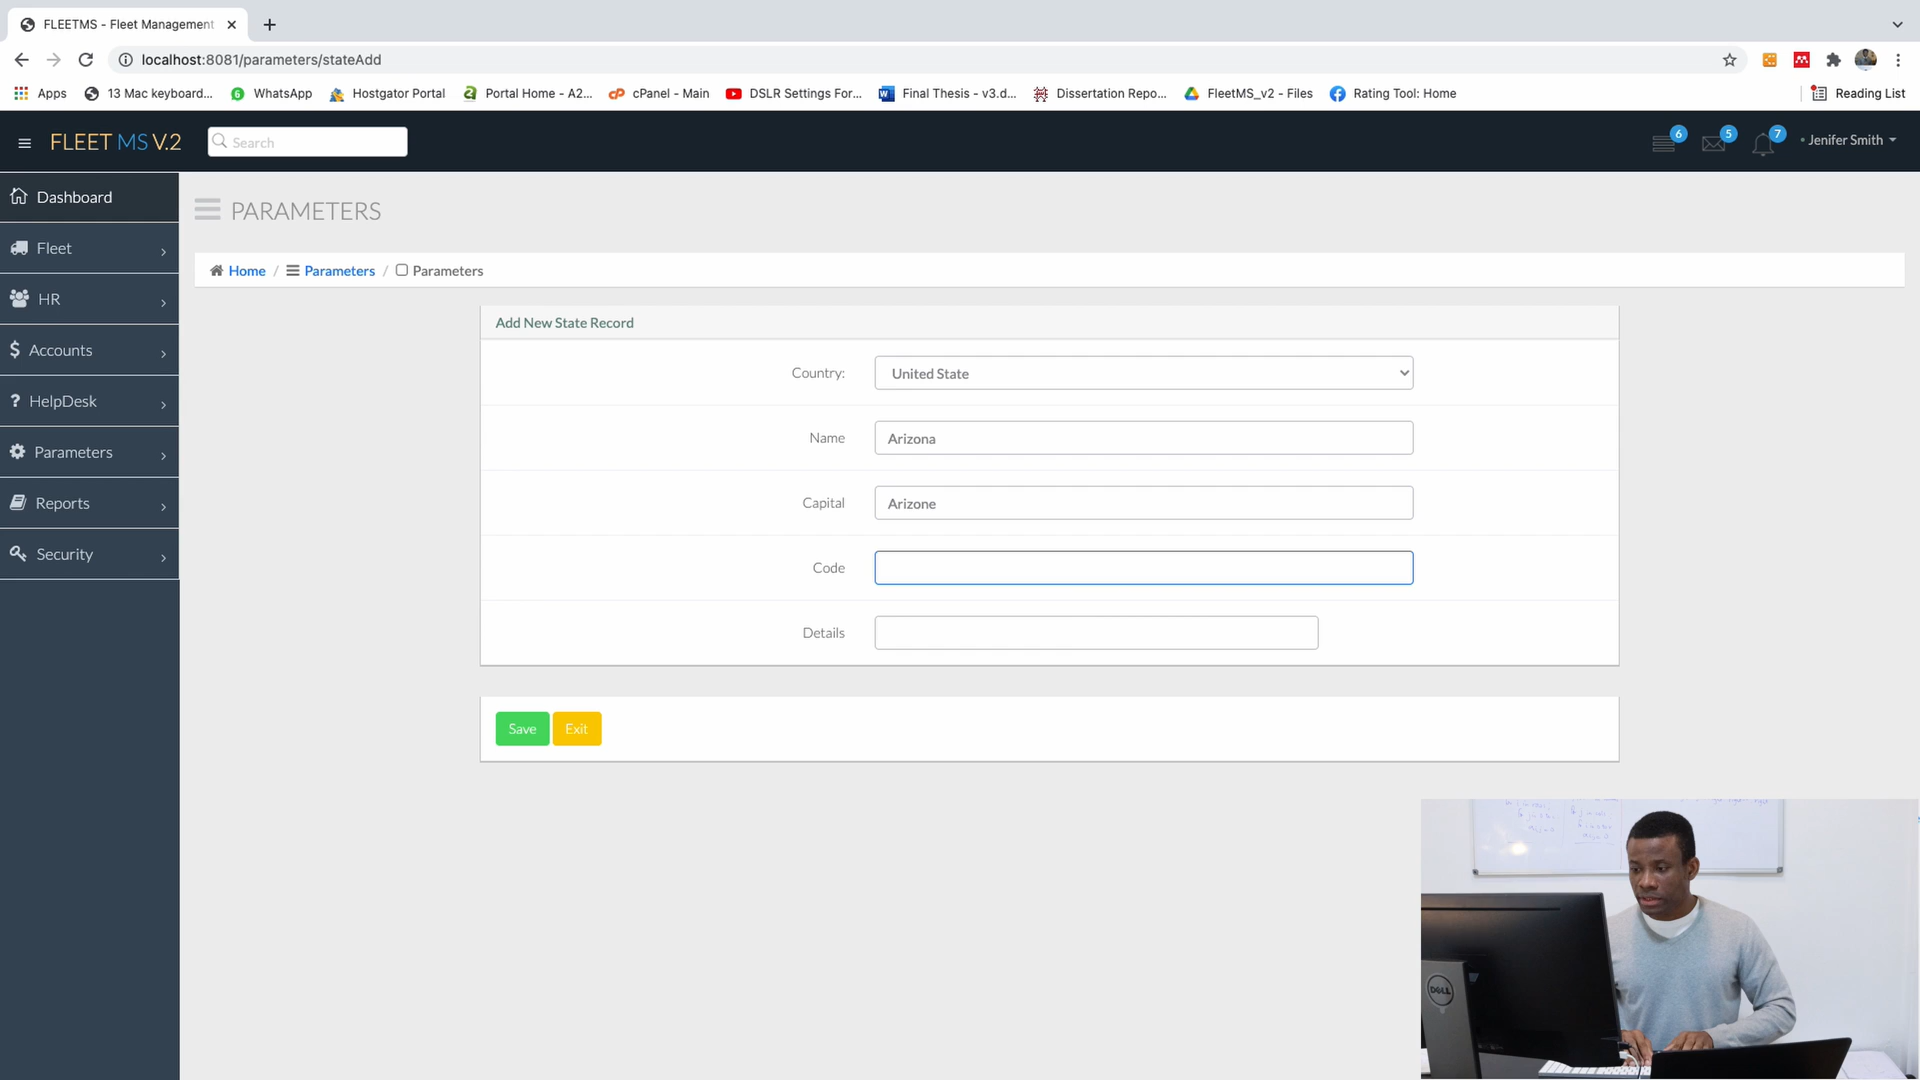 FLEETMS - Fleet Management
localhost:8081/parameters/stateAdd
Apps 13 Mac keyboard... WhatsApp Hostgator Portal Portal Home - A2... cPanel - Main DSLR Settings For... Final Thesis - v3.d... Dissertation Repo... FleetMS_v2 - Files Rating Tool: Home Reading List
FLEET MS V.2 Search 6 5 7 Jenifer Smith
Dashboard
Fleet
HR
Accounts
HelpDesk
Parameters
Reports
Security
PARAMETERS
Home / Parameters / Parameters
Add New State Record
Country: United State
Name Arizona
Capital Arizone
Code
Details
Save Exit
DELL